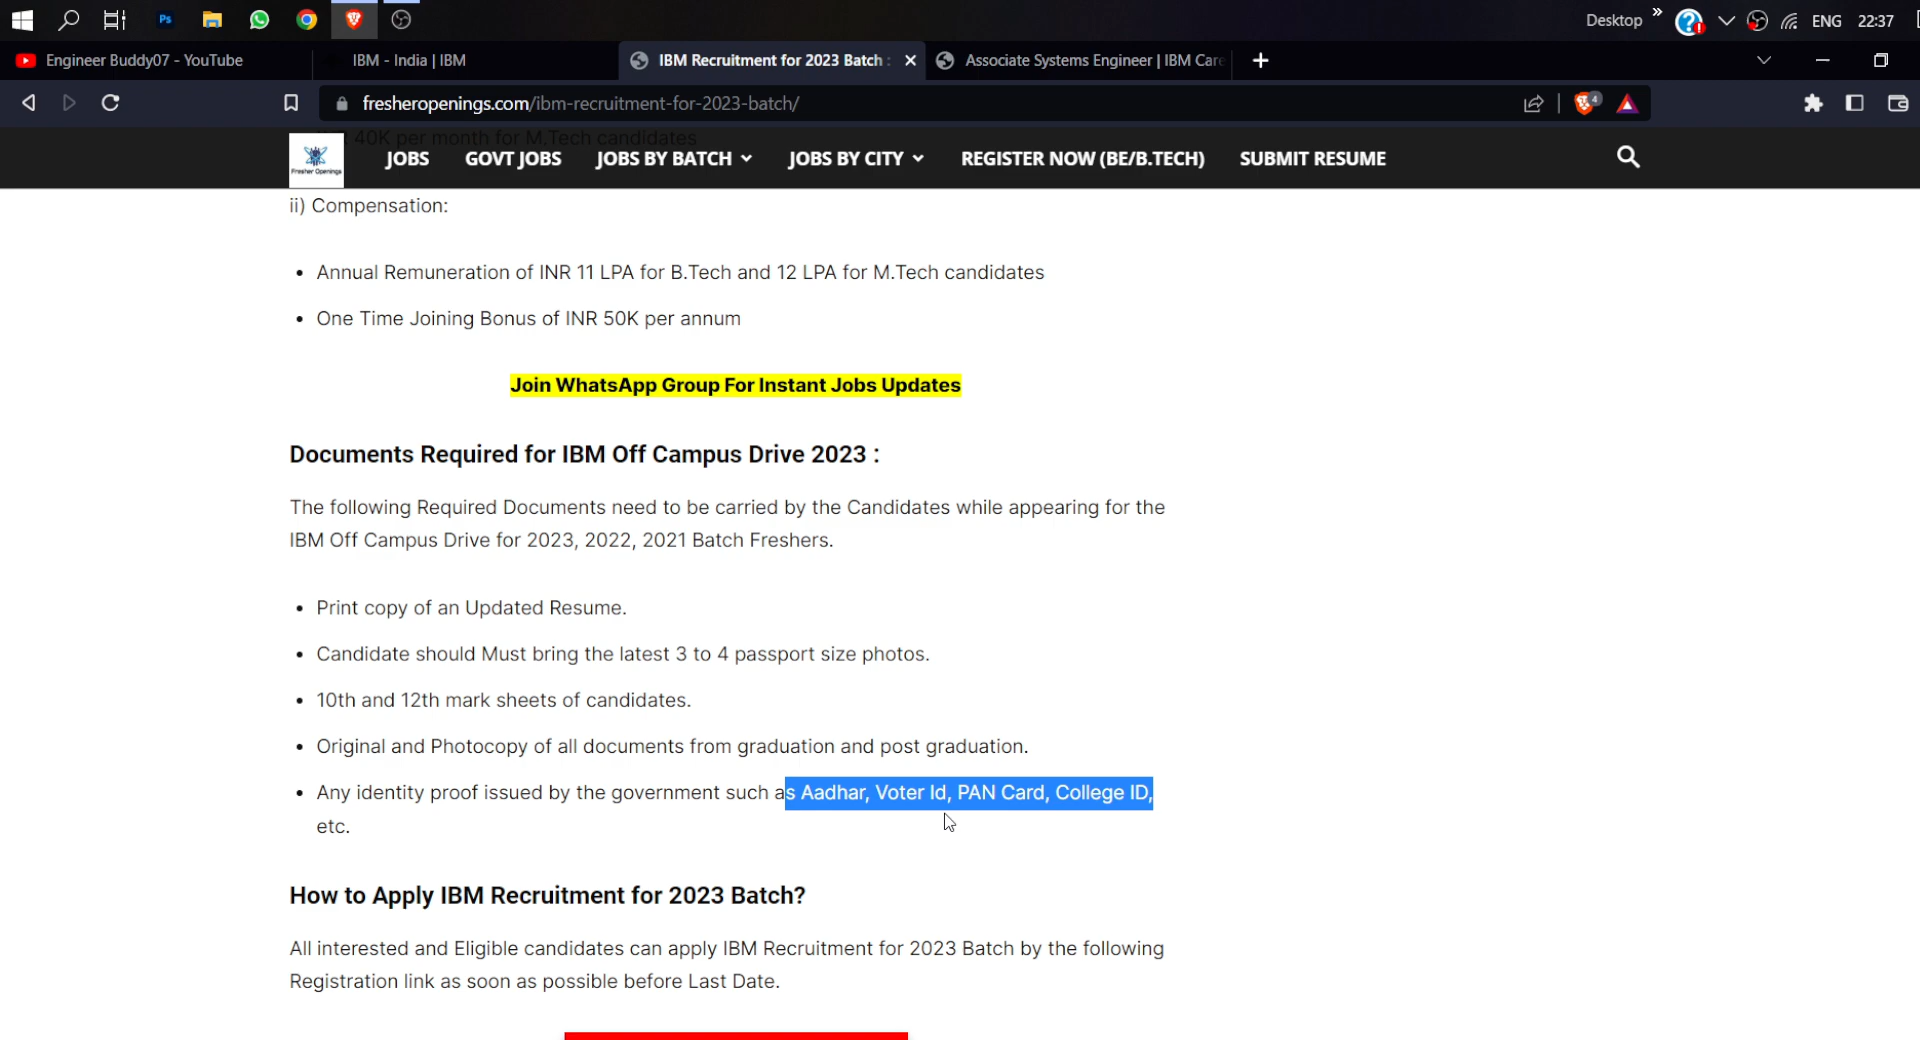 Ps
Desktop » ENG 22:37
Engineer Buddy07 - YouTube
IBM - India | IBM
IBM Recruitment for 2023 Batch :
Associate Systems Engineer | IBM Care
fresheropenings.com/ibm-recruitment-for-2023-batch/
4
40K per month for M.Tech candidates
Fresher Openings
JOBS GOVT JOBS JOBS BY BATCH JOBS BY CITY REGISTER NOW (BE/B.TECH) SUBMIT RESUME
ii) Compensation:
• Annual Remuneration of INR 11 LPA for B.Tech and 12 LPA for M.Tech candidates
• One Time Joining Bonus of INR 50K per annum
Join WhatsApp Group For Instant Jobs Updates
Documents Required for IBM Off Campus Drive 2023 :
The following Required Documents need to be carried by the Candidates while appearing for the
IBM Off Campus Drive for 2023, 2022, 2021 Batch Freshers.
• Print copy of an Updated Resume.
• Candidate should Must bring the latest 3 to 4 passport size photos.
• 10th and 12th mark sheets of candidates.
• Original and Photocopy of all documents from graduation and post graduation.
• Any identity proof issued by the government such as Aadhar, Voter Id, PAN Card, College ID,
etc.
How to Apply IBM Recruitment for 2023 Batch?
All interested and Eligible candidates can apply IBM Recruitment for 2023 Batch by the following
Registration link as soon as possible before Last Date.